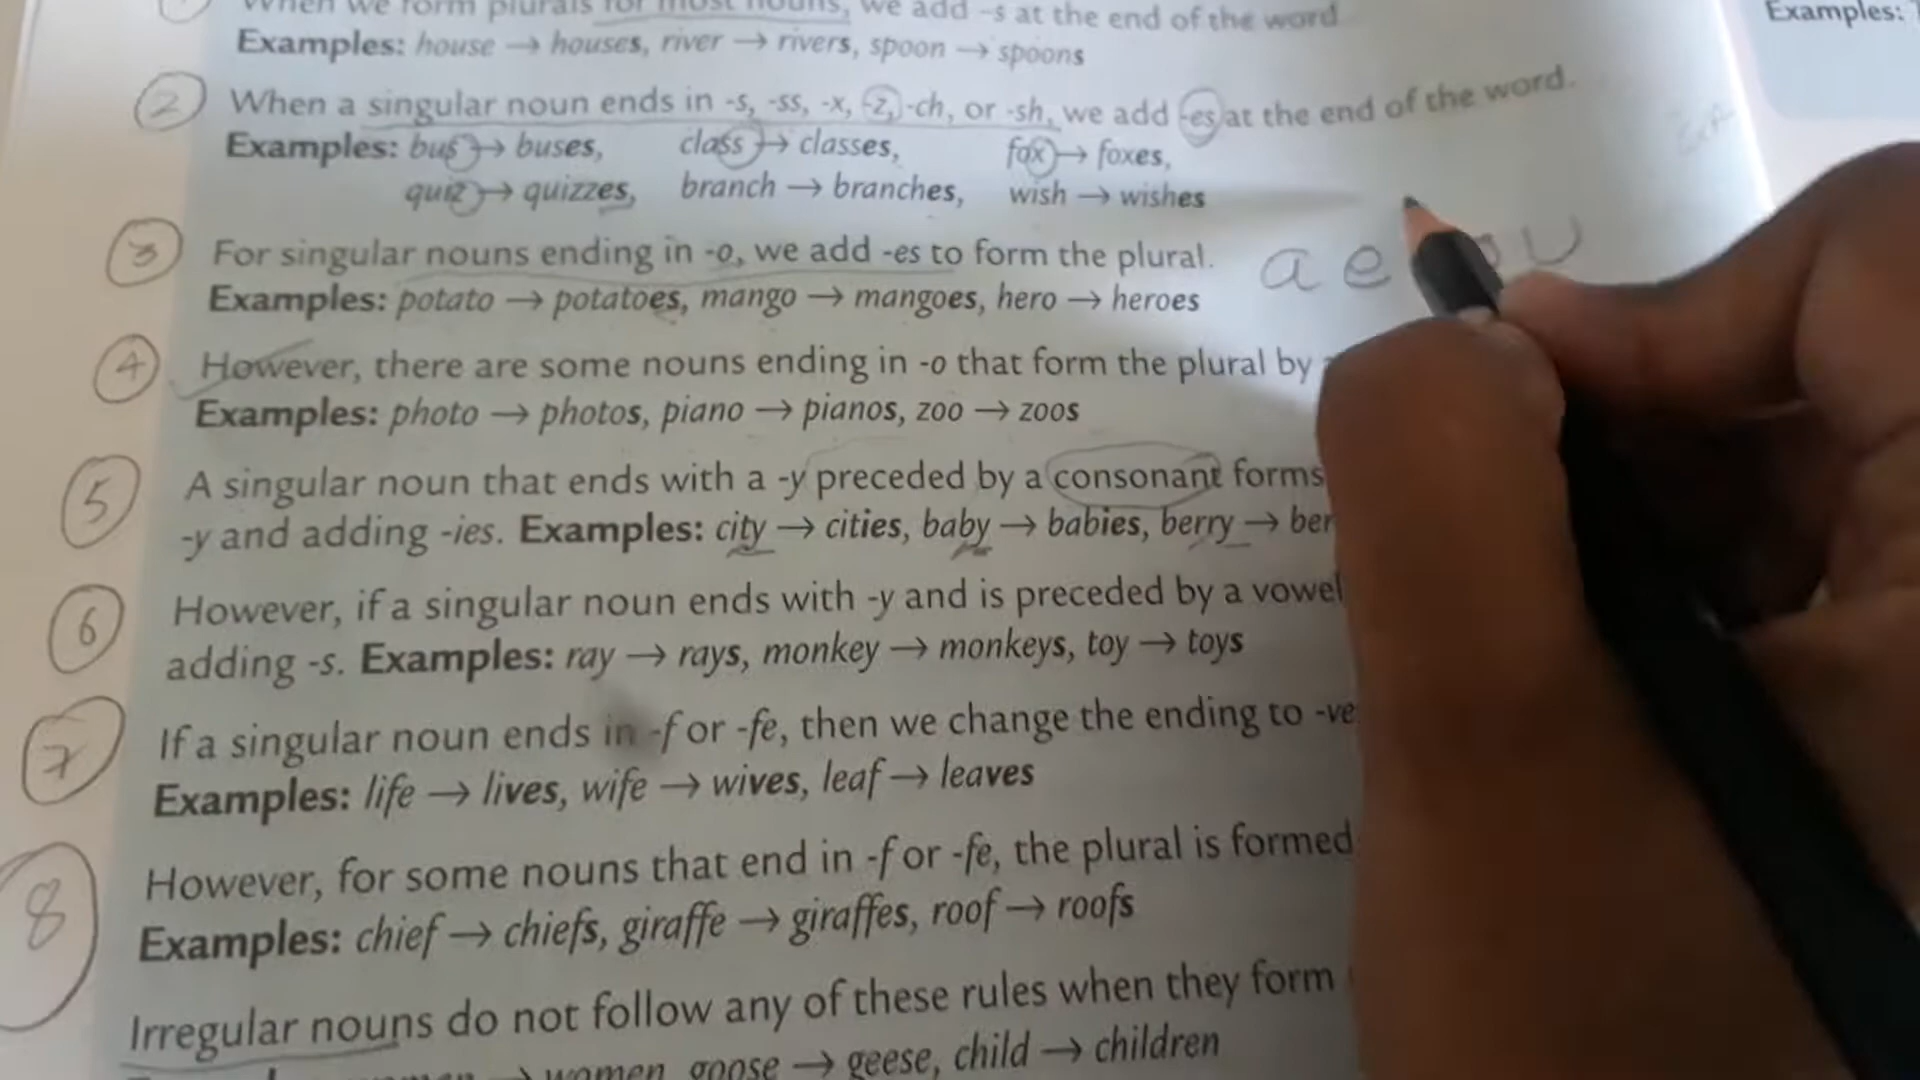 When we form plurals for most nouns, we add -s at the end of the word
Examples: house → houses, river → rivers, spoon → spoons
Examples:
2 When a singular noun ends in -s, -ss, -x, -z, -ch, or -sh, we add -es at the end of the word.
Examples: bus → buses, class → classes, fox → foxes,
quiz → quizzes, branch → branches, wish → wishes
3 For singular nouns ending in -o, we add -es to form the plural.
a e o u
Examples: potato → potatoes, mango → mangoes, hero → heroes
4 However, there are some nouns ending in -o that form the plural by
Examples: photo → photos, piano → pianos, zoo → zoos
5 A singular noun that ends with a -y preceded by a consonant forms
-y and adding -ies. Examples: city → cities, baby → babies, berry → ber
6 However, if a singular noun ends with -y and is preceded by a vowel
adding -s. Examples: ray → rays, monkey → monkeys, toy → toys
7 If a singular noun ends in -f or -fe, then we change the ending to -ve
Examples: life → lives, wife → wives, leaf → leaves
8 However, for some nouns that end in -f or -fe, the plural is formed
Examples: chief → chiefs, giraffe → giraffes, roof → roofs
Irregular nouns do not follow any of these rules when they form
→ women, goose → geese, child → children